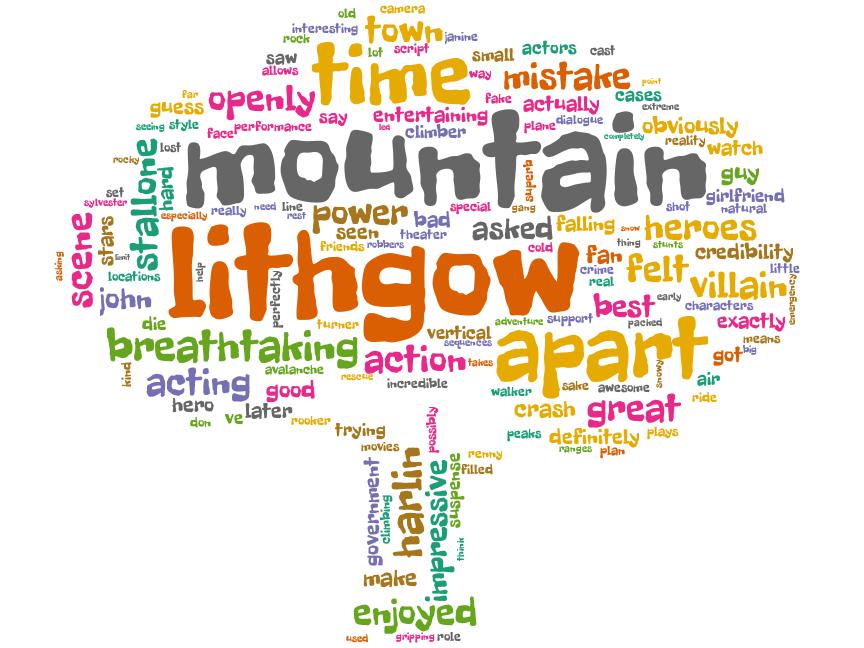 old
camera
interesting
town
janine
rock
lot
script
saw
small
actors
cast
allows
time
way
mistake
point
far
openly
fake
actually
cases
extreme
guess
say
entertaining
seeing
style
face
performance
led
climber
plane
dialogue
completely
obviously
reality
watch
lost
mountain
rocky
stallone
hard
superb
guy
set
sylvester
especially
really
need
line
rest
power
special
gang
shot
girlfriend
natural
scene
stars
seen
bad
theater
asked
falling
snow
heroes
friends
robbers
cold
thing
stunts
limit
asking
locations
help
lithgow
fan
crime
real
felt
credibility
little
villain
emergency
john
perfectly
best
early
characters
die
turner
vertical
sequences
adventure
support
packed
exactly
means
breathtaking
action
takes
apart
got
big
kind
avalanche
rescue
acting
good
incredible
walker
sake
awesome
snowy
air
ride
hero
don
ve
later
rooker
trying
possibly
crash
great
peaks
definitely
plays
ranges
plan
movies
renny
filled
government
climbing
harlin
impressive
suspense
think
make
enjoyed
used
gripping
role